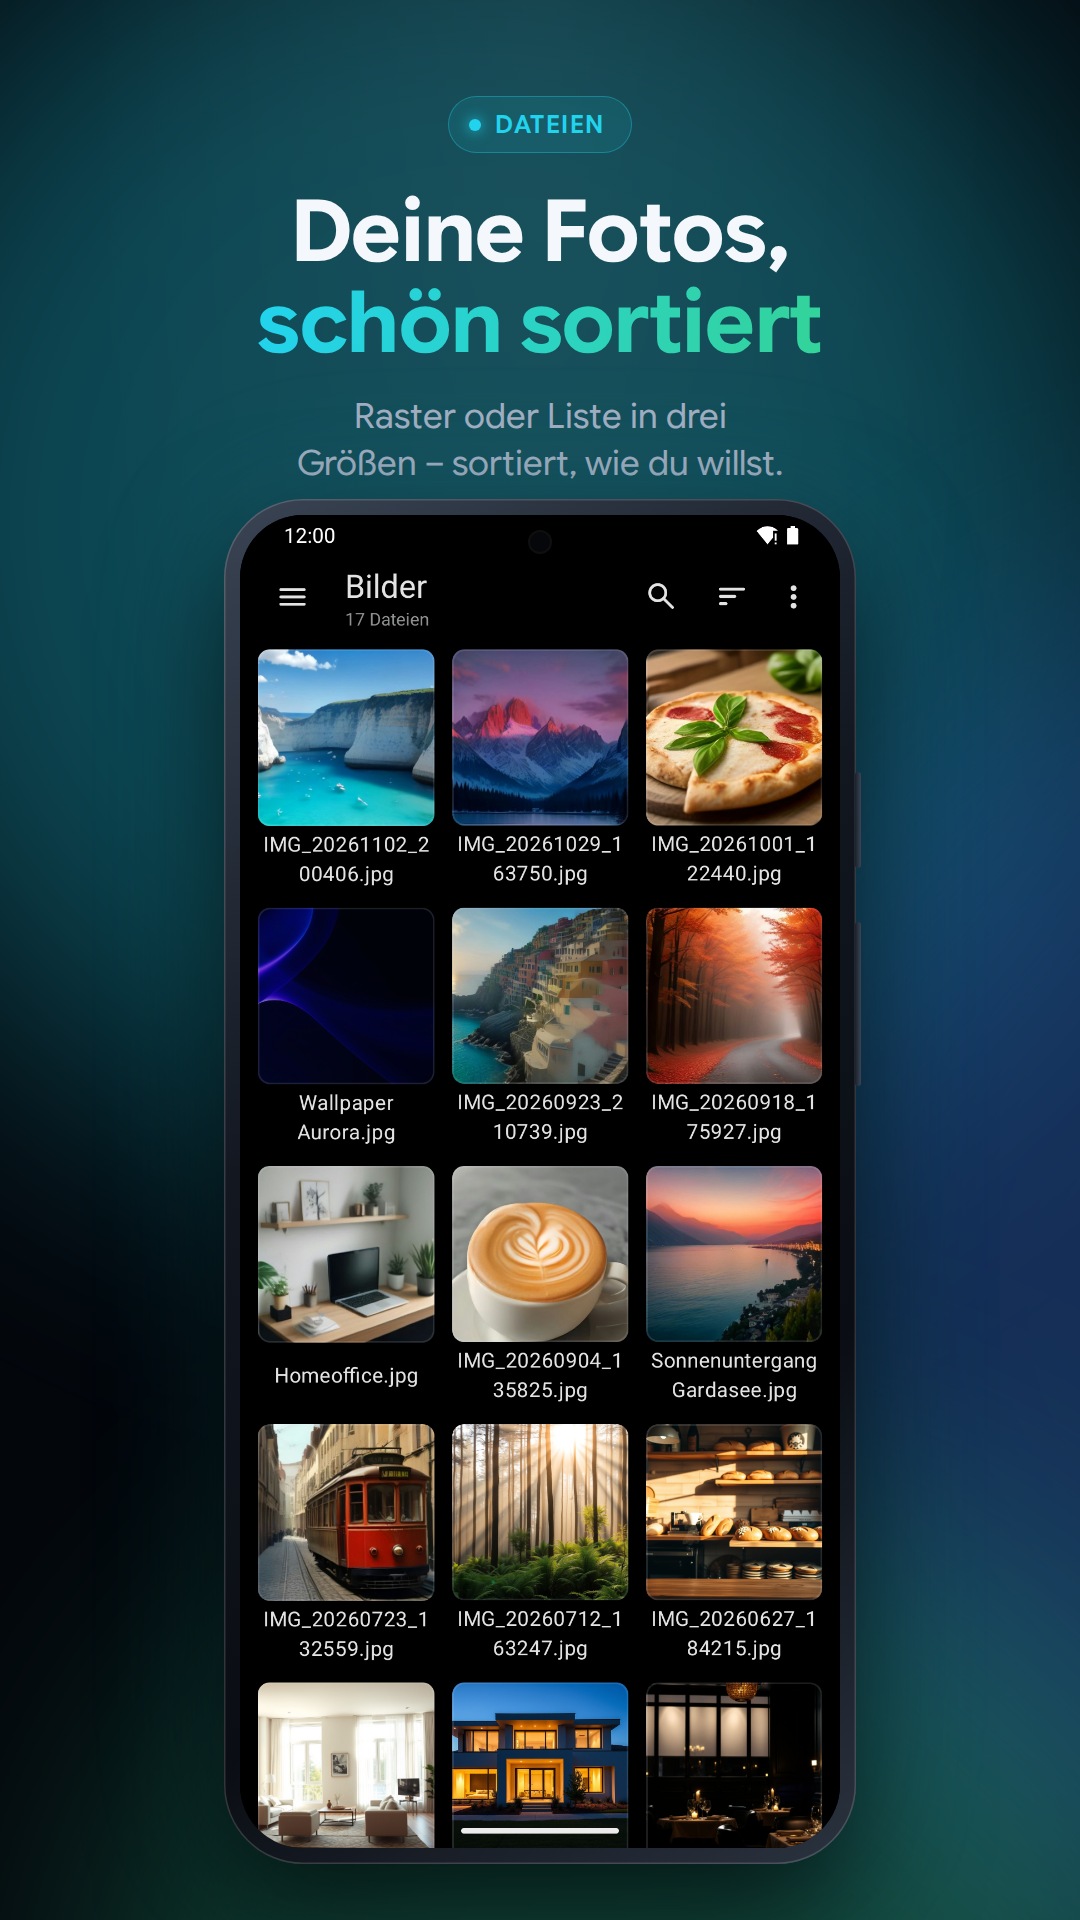 DATEIEN
Deine Fotos,
schön sortiert
Raster oder Liste in drei
Größen – sortiert, wie du willst.
12:00
Bilder
17 Dateien
IMG_20261102_2
00406.jpg
IMG_20261029_1
63750.jpg
IMG_20261001_1
22440.jpg
Wallpaper
Aurora.jpg
IMG_20260923_2
10739.jpg
IMG_20260918_1
75927.jpg
Homeoffice.jpg
IMG_20260904_1
35825.jpg
Sonnenuntergang
Gardasee.jpg
IMG_20260723_1
32559.jpg
IMG_20260712_1
63247.jpg
IMG_20260627_1
84215.jpg